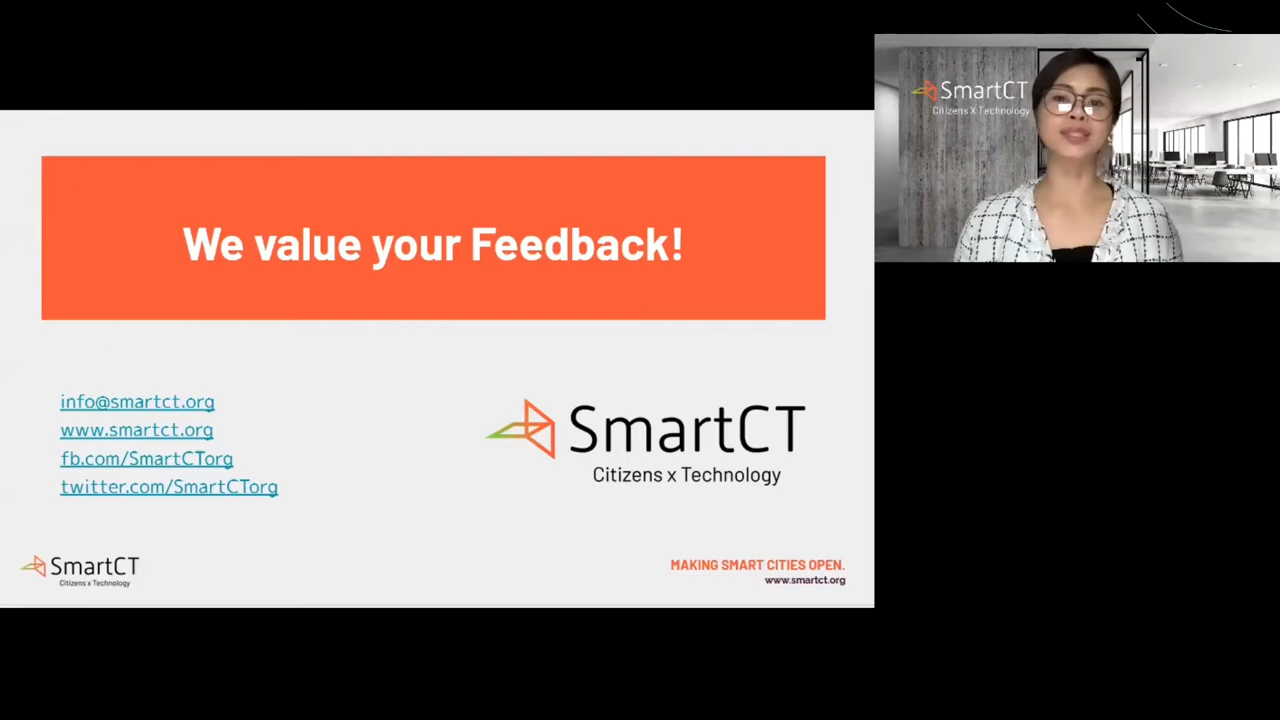 We value your Feedback!
info@smartct.org
www.smartct.org
fb.com/SmartCTorg
twitter.com/SmartCTorg
SmartCT
Citizens x Technology
SmartCT
Citizens x Technology
MAKING SMART CITIES OPEN.
www.smartct.org
SmartCT
Citizens X Technology